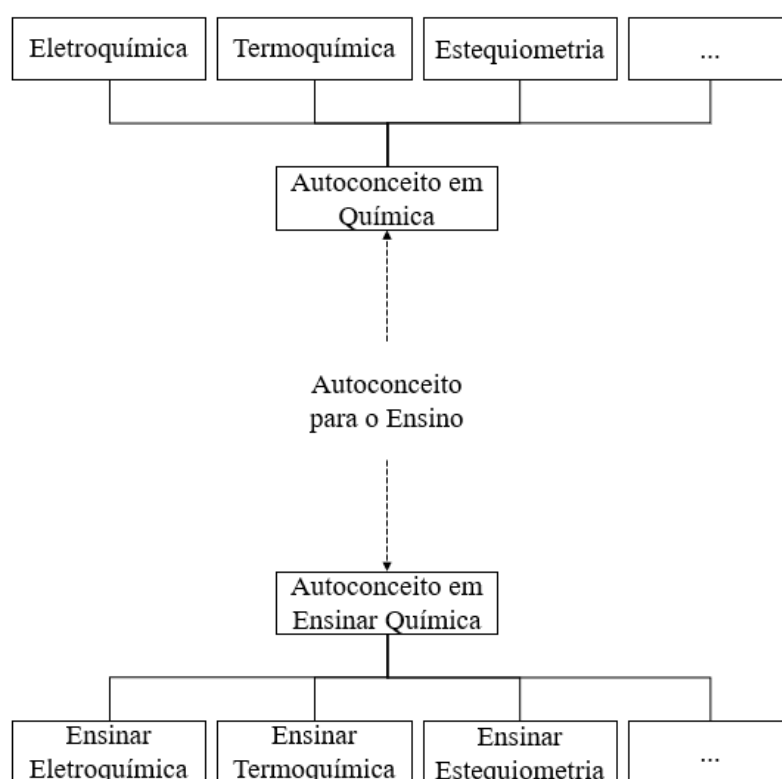 Eletroquímica
Termoquímica
Estequiometria
...
Autoconceito em
Química
Autoconceito
para o Ensino
Autoconceito em
Ensinar Química
Ensinar
Eletroquímica
Ensinar
Termoquímica
Ensinar
Estequiometria
...